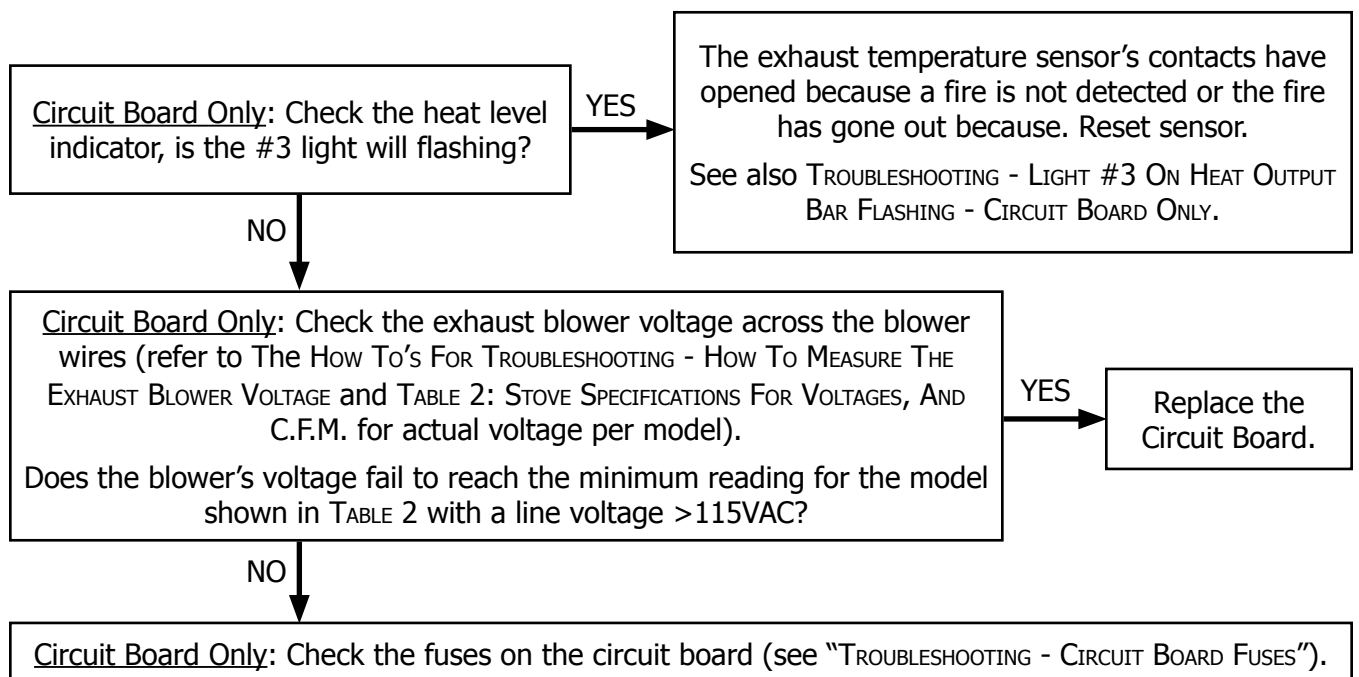 Circuit Board Only: Check the heat level
indicator, is the #3 light will flashing?
YES
The exhaust temperature sensor's contacts have
opened because a fire is not detected or the fire
has gone out because. Reset sensor.
See also Troubleshooting - Light #3 On Heat Output
Bar Flashing - Circuit Board Only.
NO
Circuit Board Only: Check the exhaust blower voltage across the blower
wires (refer to The How To's For Troubleshooting - How To Measure The
Exhaust Blower Voltage and Table 2: Stove Specifications For Voltages, And
C.F.M. for actual voltage per model).
Does the blower's voltage fail to reach the minimum reading for the model
shown in Table 2 with a line voltage >115VAC?
YES
Replace the
Circuit Board.
NO
Circuit Board Only: Check the fuses on the circuit board (see “Troubleshooting - Circuit Board Fuses”).